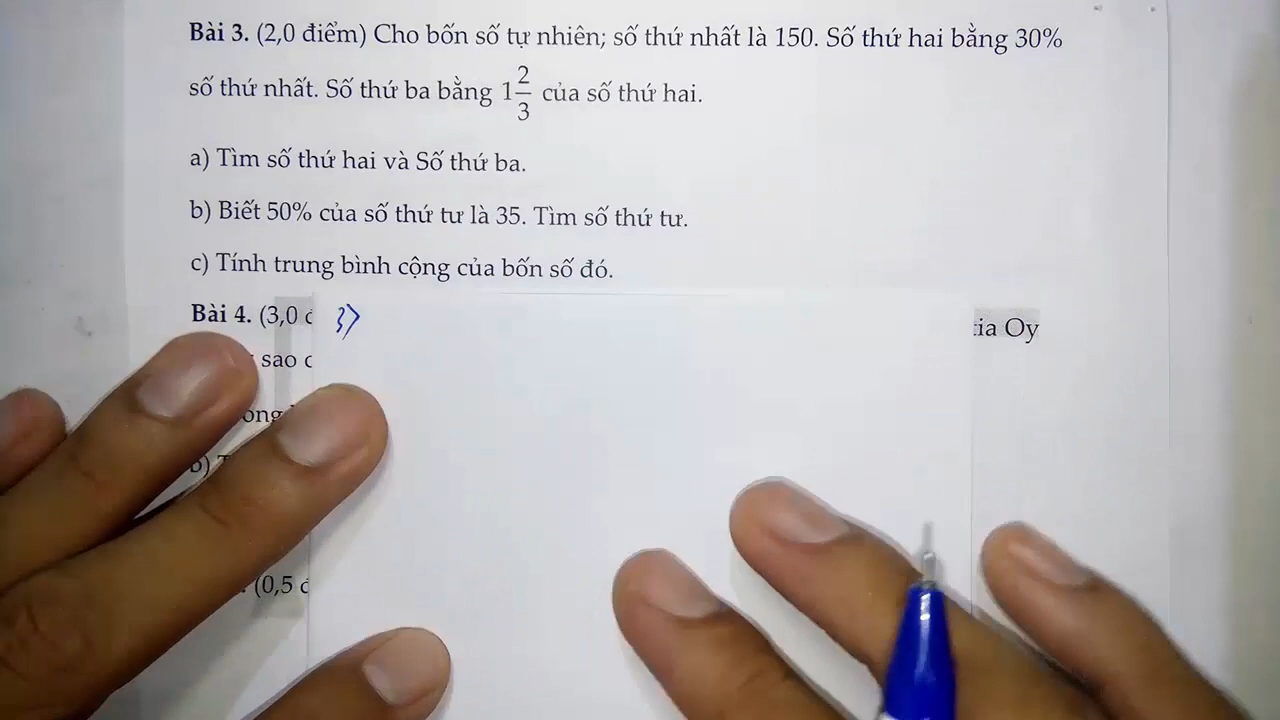 Bài 3. (2,0 điểm) Cho bốn số tự nhiên; số thứ nhất là 150. Số thứ hai bằng 30%
số thứ nhất. Số thứ ba bằng 1 2/3 của số thứ hai.
a) Tìm số thứ hai và Số thứ ba.
b) Biết 50% của số thứ tư là 35. Tìm số thứ tư.
c) Tính trung bình cộng của bốn số đó.
Bài 4. (3,0 3) tia Oy
sao
b)
(0,5